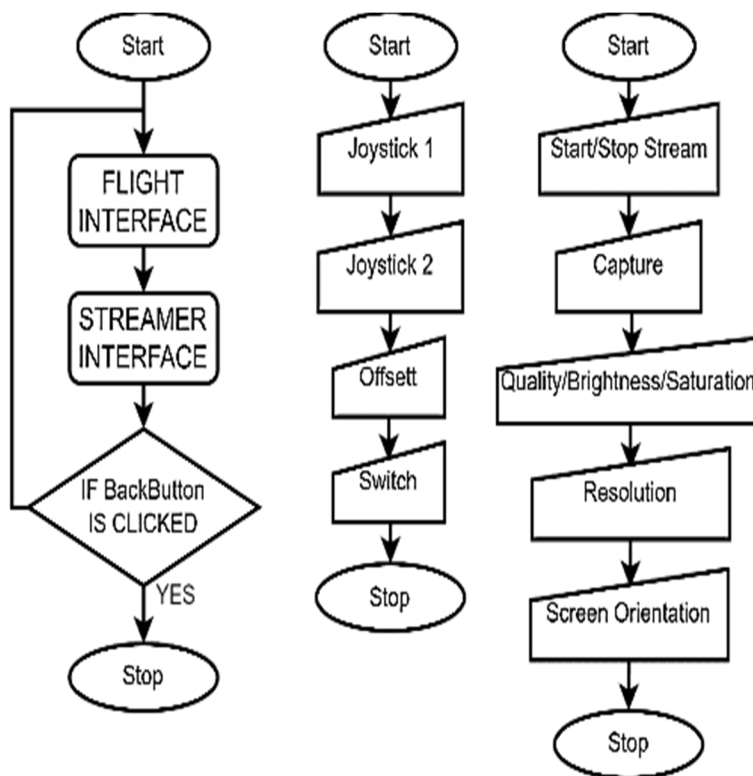 Start
FLIGHT
INTERFACE
STREAMER
INTERFACE
IF BackButton
IS CLICKED
YES
Stop
Start
Joystick 1
Joystick 2
Offsett
Switch
Stop
Start
Start/Stop Stream
Capture
Quality/Brightness/Saturation
Resolution
Screen Orientation
Stop